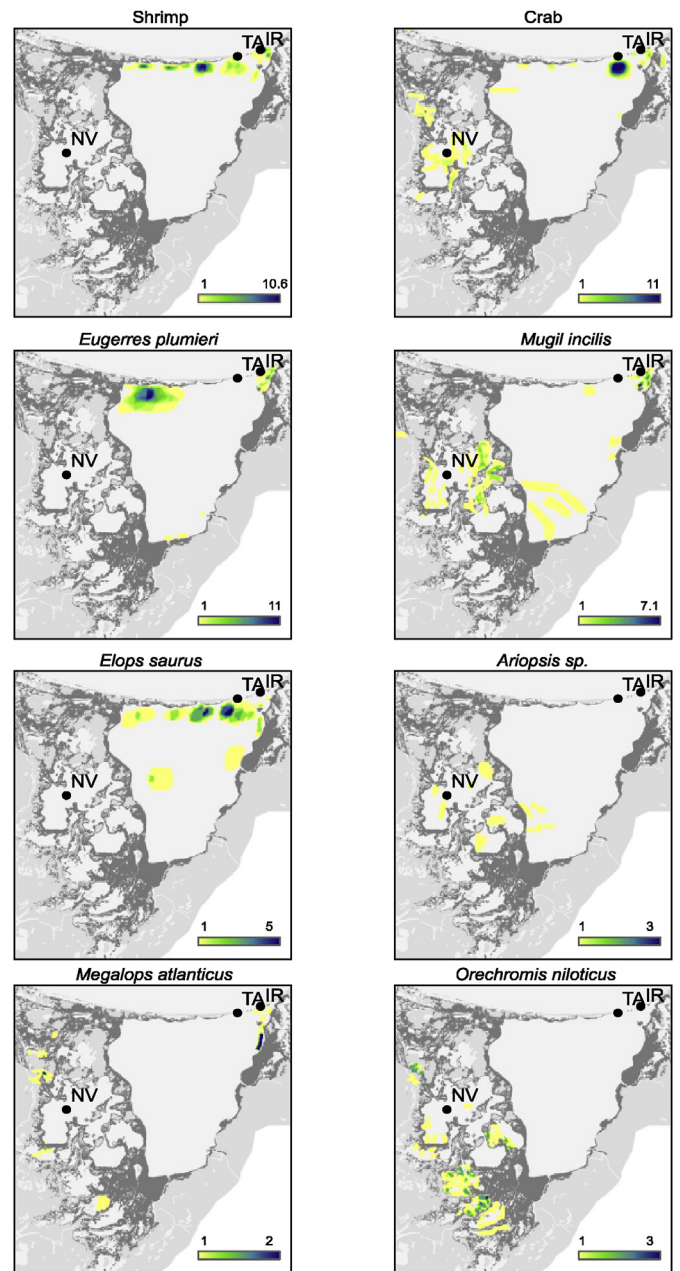 Shrimp
Crab
TA IR
NV
1 10.6
TA IR
NV
1 11
Eugerres plumieri
Mugil incilis
TA IR
NV
1 11
TA IR
NV
1 7.1
Elops saurus
Ariopsis sp.
TA IR
NV
1 5
TA IR
NV
1 3
Megalops atlanticus
Orechromis niloticus
TA IR
NV
1 2
TA IR
NV
1 3